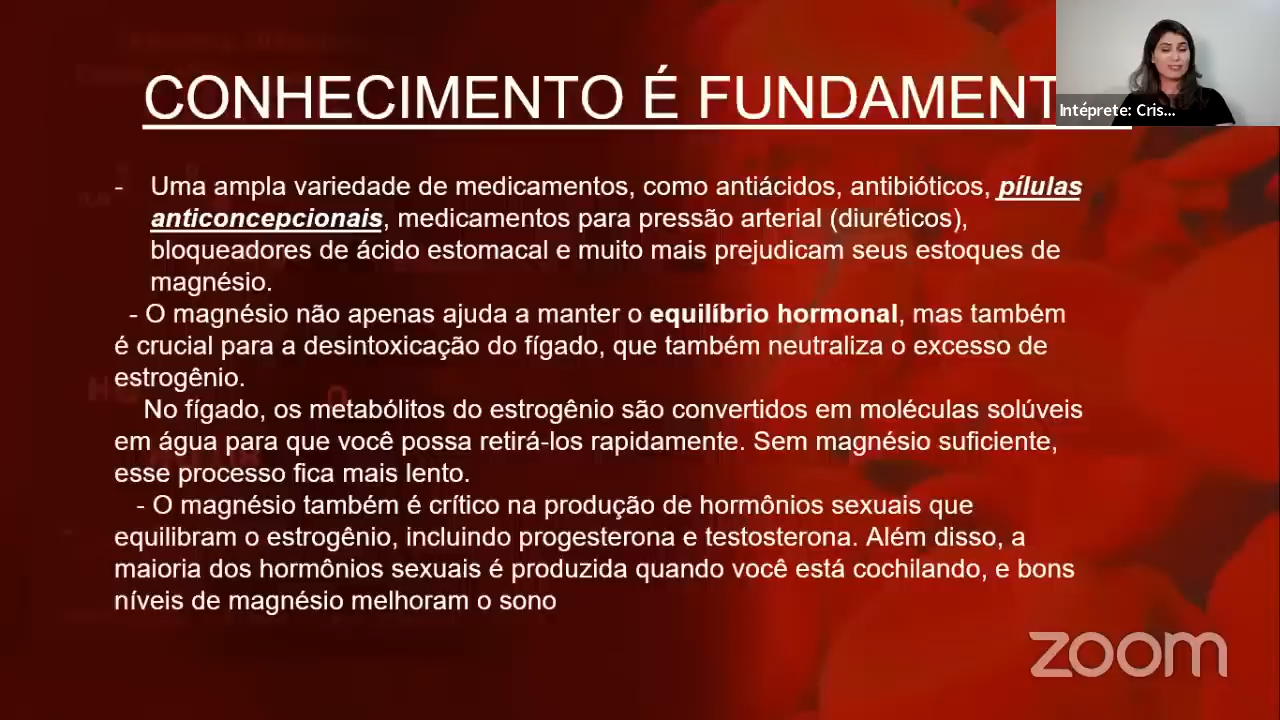 CONHECIMENTO É FUNDAMENT
Intéprete: Cris...
- Uma ampla variedade de medicamentos, como antiácidos, antibióticos, pílulas
anticoncepcionais, medicamentos para pressão arterial (diuréticos),
bloqueadores de ácido estomacal e muito mais prejudicam seus estoques de
magnésio.
- O magnésio não apenas ajuda a manter o equilíbrio hormonal, mas também
é crucial para a desintoxicação do fígado, que também neutraliza o excesso de
estrogênio.
No fígado, os metabólitos do estrogênio são convertidos em moléculas solúveis
em água para que você possa retirá-los rapidamente. Sem magnésio suficiente,
esse processo fica mais lento.
- O magnésio também é crítico na produção de hormônios sexuais que
equilibram o estrogênio, incluindo progesterona e testosterona. Além disso, a
maioria dos hormônios sexuais é produzida quando você está cochilando, e bons
níveis de magnésio melhoram o sono
zoom